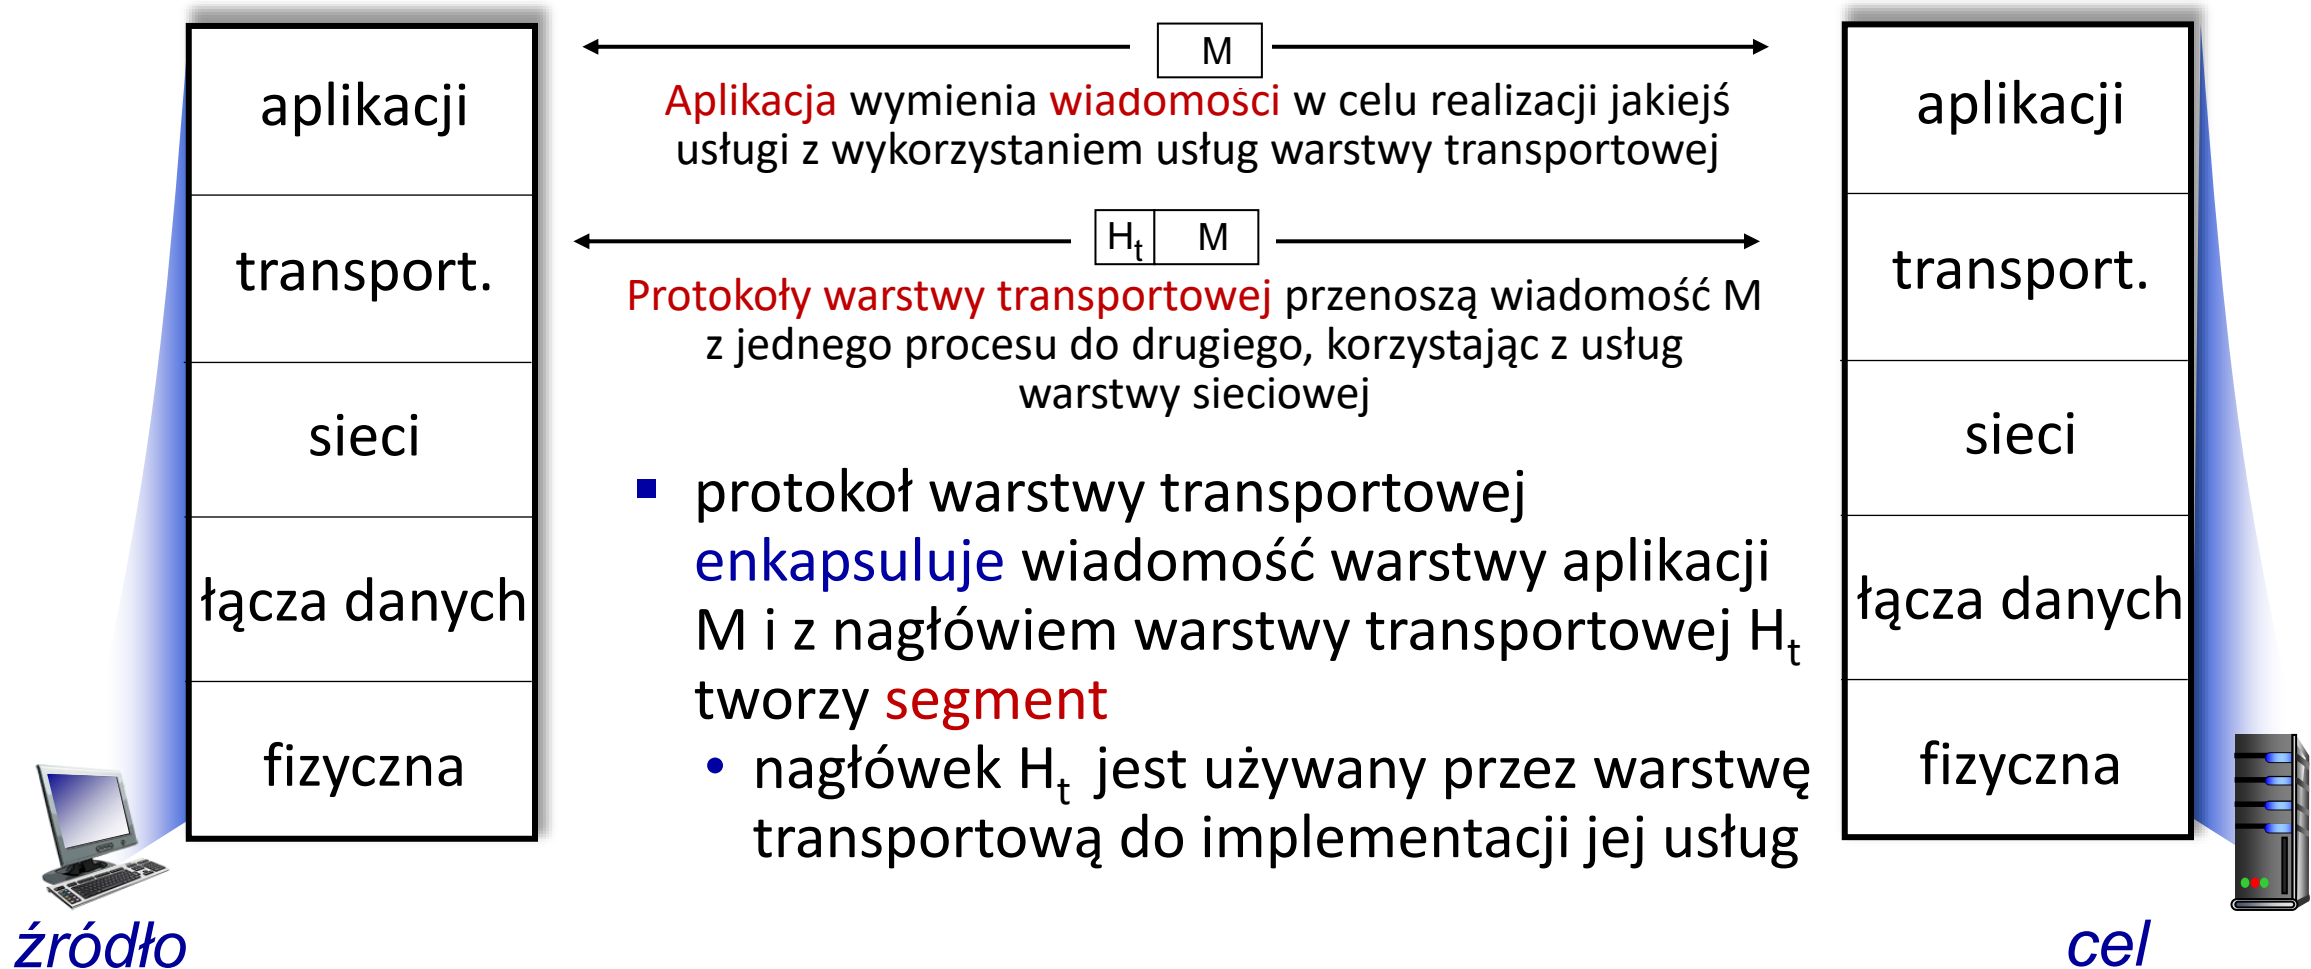 aplikacji
transport.
sieci
łącza danych
fizyczna
źródło
M
Aplikacja wymienia wiadomości w celu realizacji jakiejś
usługi z wykorzystaniem usług warstwy transportowej
Ht M
Protokoły warstwy transportowej przenoszą wiadomość M
z jednego procesu do drugiego, korzystając z usług
warstwy sieciowej
protokoł warstwy transportowej
enkapsuluje wiadomość warstwy aplikacji
M i z nagłówiem warstwy transportowej Ht
tworzy segment
nagłówek Ht jest używany przez warstwę
transportową do implementacji jej usług
aplikacji
transport.
sieci
łącza danych
fizyczna
cel